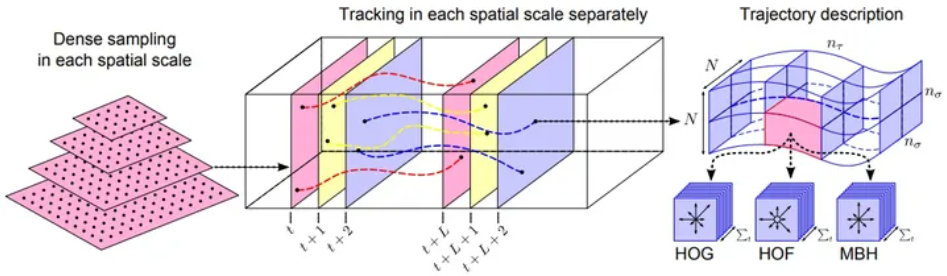 Dense sampling
in each spatial scale
Tracking in each spatial scale separately
t
t + 1
t + 2
t + L
t + L + 1
t + L + 2
Trajectory description
N
N
n_τ
n_σ
n_σ
Σ_t
Σ_t
Σ_t
HOG
HOF
MBH